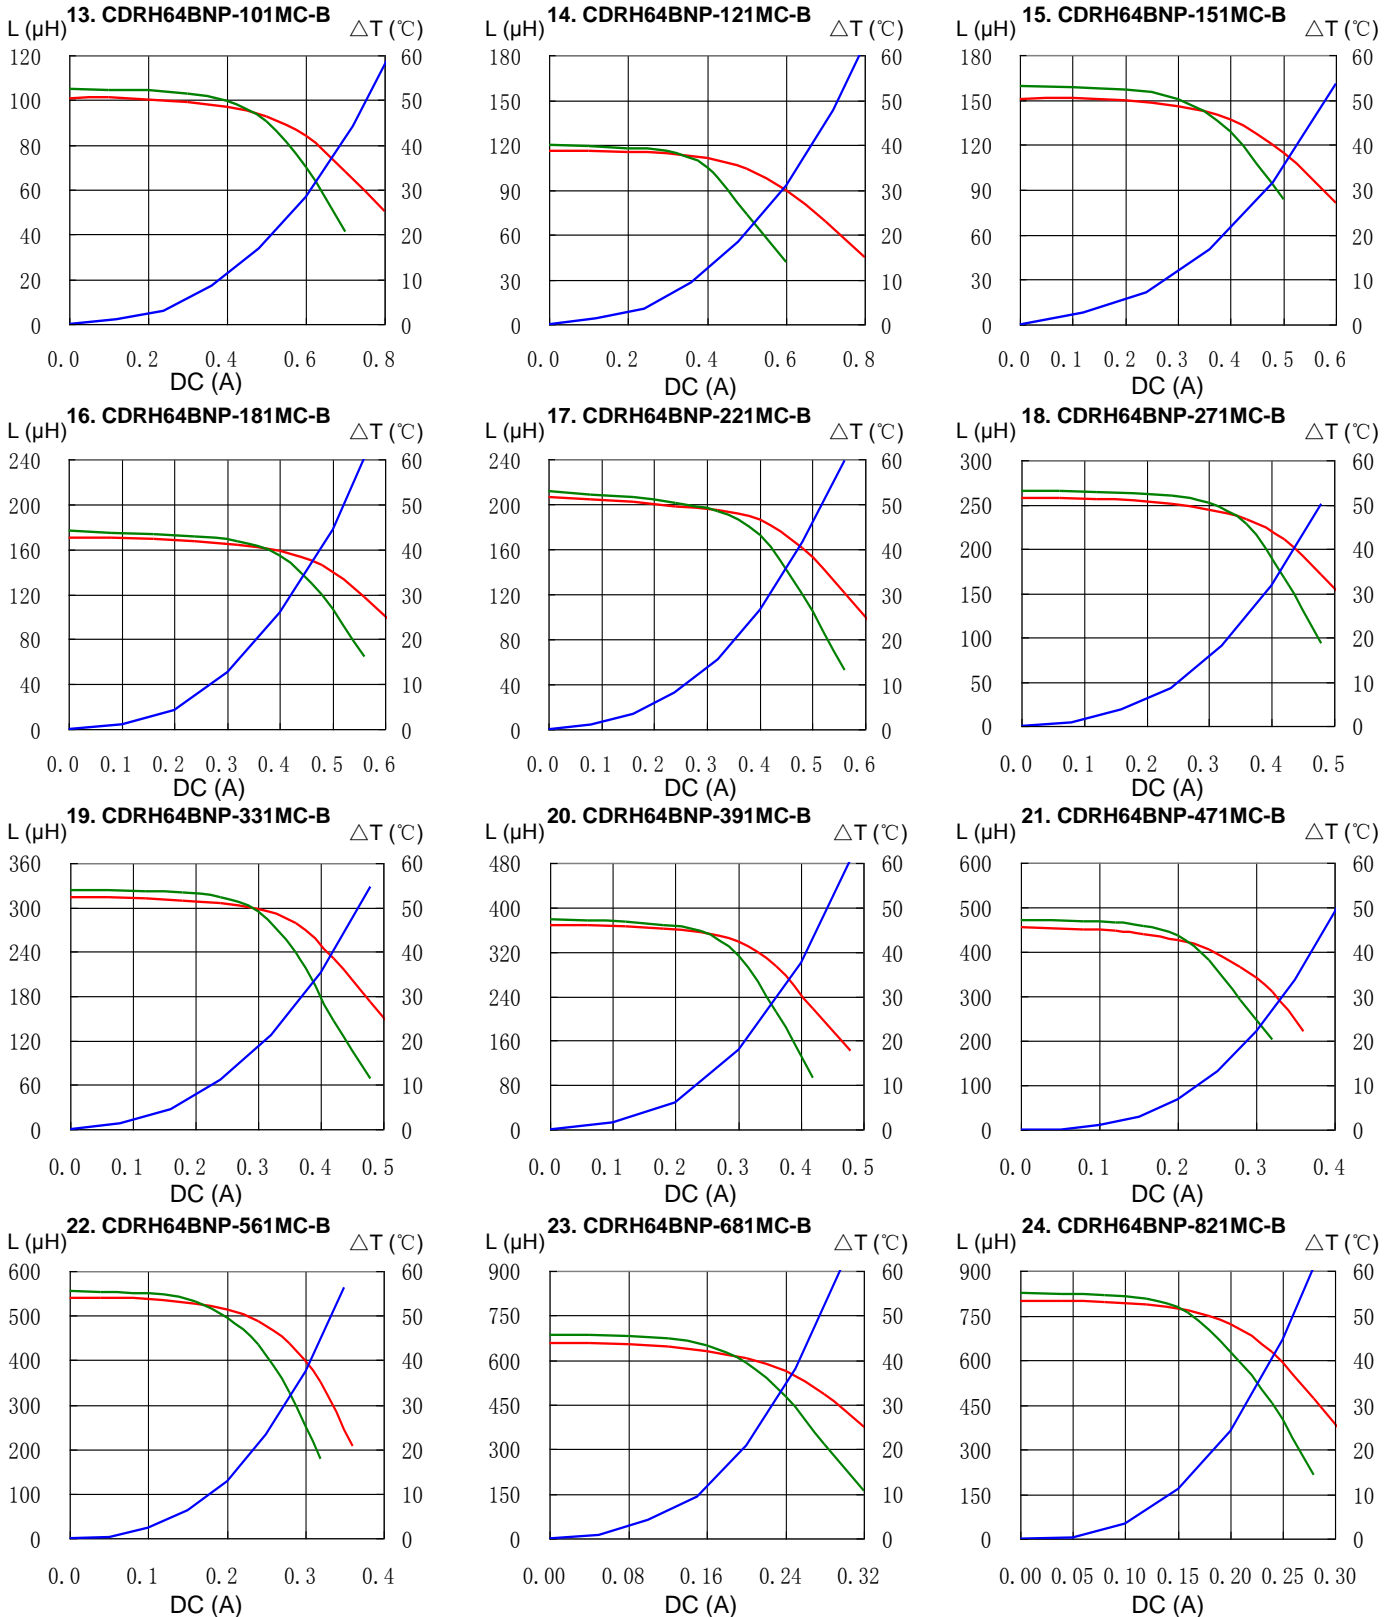 13. CDRH64BNP-101MC-B
L (μH) △T (℃)
120 60
100 50
80 40
60 30
40 20
20 10
0 0
0.0 0.2 0.4 0.6 0.8
DC (A)
14. CDRH64BNP-121MC-B
L (μH) △T (℃)
180 60
150 50
120 40
90 30
60 20
30 10
0 0
0.0 0.2 0.4 0.6 0.8
DC (A)
15. CDRH64BNP-151MC-B
L (μH) △T (℃)
180 60
150 50
120 40
90 30
60 20
30 10
0 0
0.0 0.1 0.2 0.3 0.4 0.5 0.6
DC (A)
16. CDRH64BNP-181MC-B
L (μH) △T (℃)
240 60
200 50
160 40
120 30
80 20
40 10
0 0
0.0 0.1 0.2 0.3 0.4 0.5 0.6
DC (A)
17. CDRH64BNP-221MC-B
L (μH) △T (℃)
240 60
200 50
160 40
120 30
80 20
40 10
0 0
0.0 0.1 0.2 0.3 0.4 0.5 0.6
DC (A)
18. CDRH64BNP-271MC-B
L (μH) △T (℃)
300 60
250 50
200 40
150 30
100 20
50 10
0 0
0.0 0.1 0.2 0.3 0.4 0.5
DC (A)
19. CDRH64BNP-331MC-B
L (μH) △T (℃)
360 60
300 50
240 40
180 30
120 20
60 10
0 0
0.0 0.1 0.2 0.3 0.4 0.5
DC (A)
20. CDRH64BNP-391MC-B
L (μH) △T (℃)
480 60
400 50
320 40
240 30
160 20
80 10
0 0
0.0 0.1 0.2 0.3 0.4 0.5
DC (A)
21. CDRH64BNP-471MC-B
L (μH) △T (℃)
600 60
500 50
400 40
300 30
200 20
100 10
0 0
0.0 0.1 0.2 0.3 0.4
DC (A)
22. CDRH64BNP-561MC-B
L (μH) △T (℃)
600 60
500 50
400 40
300 30
200 20
100 10
0 0
0.0 0.1 0.2 0.3 0.4
DC (A)
23. CDRH64BNP-681MC-B
L (μH) △T (℃)
900 60
750 50
600 40
450 30
300 20
150 10
0 0
0.00 0.08 0.16 0.24 0.32
DC (A)
24. CDRH64BNP-821MC-B
L (μH) △T (℃)
900 60
750 50
600 40
450 30
300 20
150 10
0 0
0.00 0.05 0.10 0.15 0.20 0.25 0.30
DC (A)